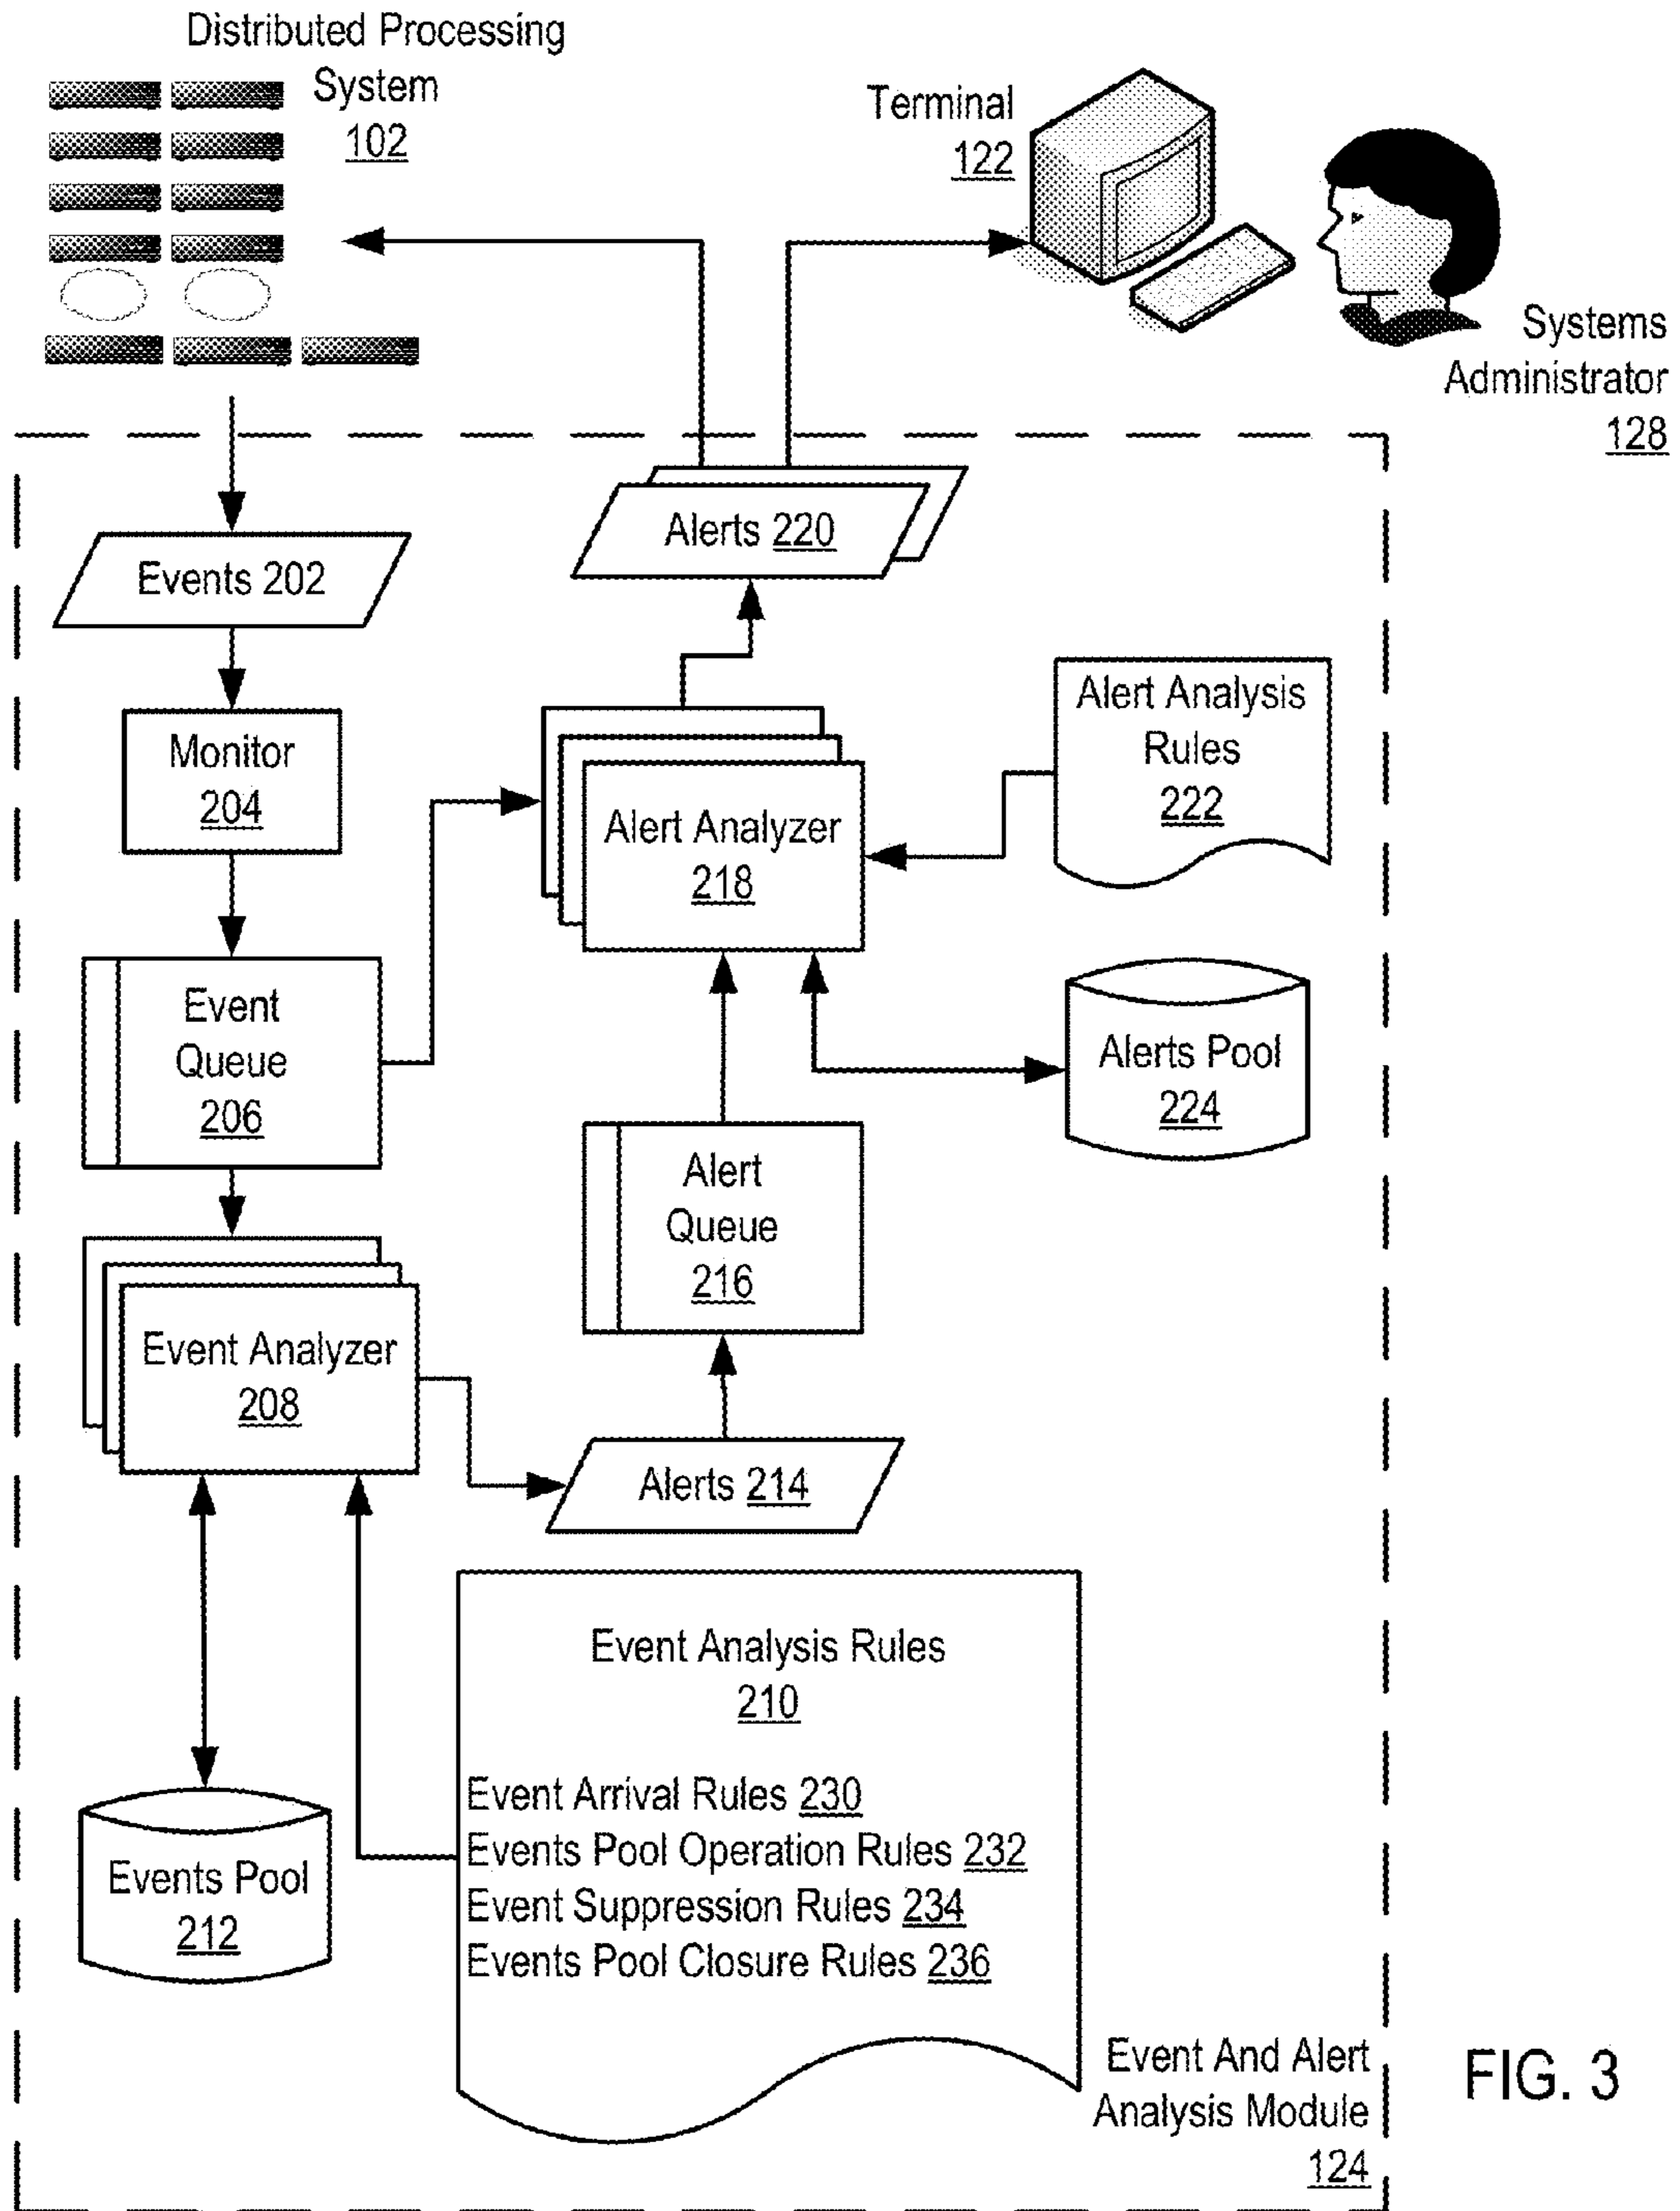 Distributed Processing
System
102
Terminal
122
Systems
Administrator
128
Events 202
Alerts 220
Monitor
204
Alert Analysis
Rules
222
Alert Analyzer
218
Event
Queue
206
Alerts Pool
224
Alert
Queue
216
Event Analyzer
208
Alerts 214
Event Analysis Rules
210
Event Arrival Rules 230
Events Pool Operation Rules 232
Event Suppression Rules 234
Events Pool Closure Rules 236
Events Pool
212
Event And Alert
Analysis Module
124
FIG. 3